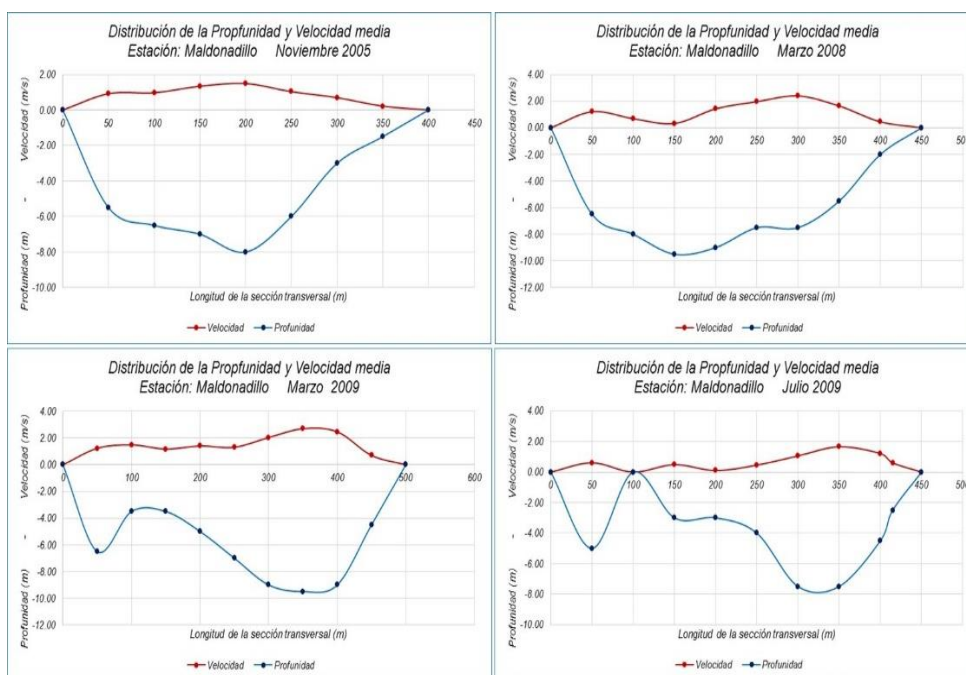 Distribución de la Propfunidad y Velocidad media
Estación: Maldonadillo Noviembre 2005
Velocidad (m/s)
-
Profunidad (m)
2.00
0.00
-2.00
-4.00
-6.00
-8.00
-10.00
0 50 100 150 200 250 300 350 400 450
Longitud de la sección transversal (m)
Velocidad Profunidad
Distribución de la Propfunidad y Velocidad media
Estación: Maldonadillo Marzo 2008
Velocidad (m/s)
-
Profunidad (m)
4.00
2.00
0.00
-2.00
-4.00
-6.00
-8.00
-10.00
-12.00
0 50 100 150 200 250 300 350 400 450 500
Longitud de la sección transversal (m)
Velocidad Profunidad
Distribución de la Propfunidad y Velocidad media
Estación: Maldonadillo Marzo 2009
Velocidad (m/s)
-
Profunidad (m)
4.00
2.00
0.00
-2.00
-4.00
-6.00
-8.00
-10.00
-12.00
0 100 200 300 400 500 600
Longitud de la sección transversal (m)
Velocidad Profunidad
Distribución de la Propfunidad y Velocidad media
Estación: Maldonadillo Julio 2009
Velocidad (m/s)
-
Profunidad (m)
4.00
2.00
0.00
-2.00
-4.00
-6.00
-8.00
-10.00
0 50 100 150 200 250 300 350 400 450
Longitud de la sección transversal (m)
Velocidad Profunidad